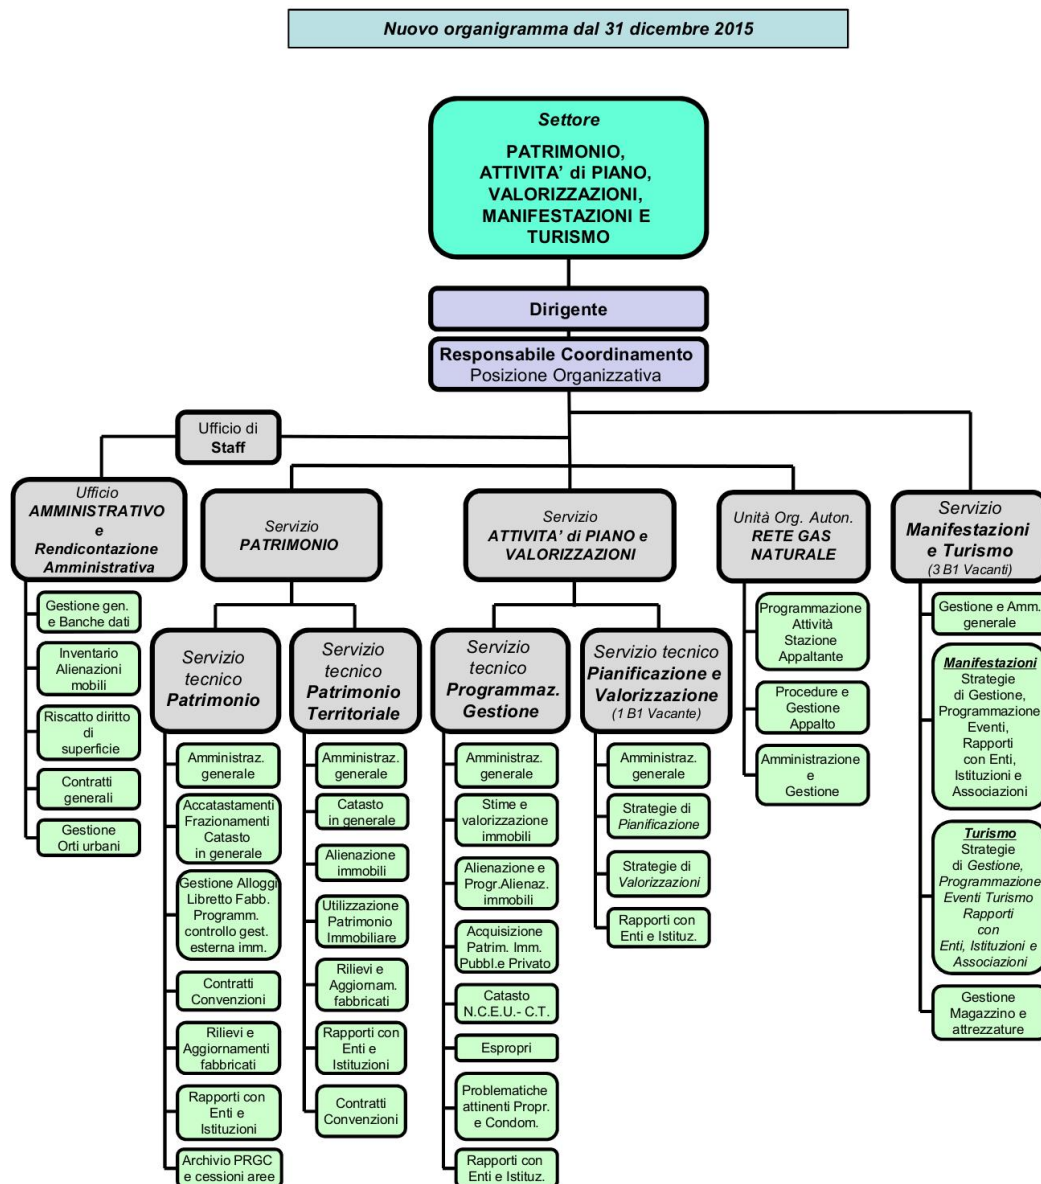 Nuovo organigramma dal 31 dicembre 2015
Settore
PATRIMONIO,
ATTIVITA' di PIANO,
VALORIZZAZIONI,
MANIFESTAZIONI E
TURISMO
Dirigente
Responsabile Coordinamento
Posizione Organizzativa
Ufficio di
Staff
Ufficio
AMMINISTRATIVO
e
Rendicontazione
Amministrativa
Gestione gen.
e Banche dati
Inventario
Alienazioni
mobili
Riscatto diritto
di
superficie
Contratti
generali
Gestione
Orti urbani
Servizio
PATRIMONIO
Servizio
tecnico
Patrimonio
Amministraz.
generale
Accatastamenti
Frazionamenti
Catasto
in generale
Gestione Alloggi
Libretto Fabb.
Programm.
controllo gest.
esterna imm.
Contratti
Convenzioni
Rilievi e
Aggiornamenti
fabbricati
Rapporti con
Enti e
Istituzioni
Archivio PRGC
e cessioni aree
Servizio
tecnico
Patrimonio
Territoriale
Amministraz.
generale
Catasto
in generale
Alienazione
immobili
Utilizzazione
Patrimonio
Immobiliare
Rilievi e
Aggiornam.
fabbricati
Rapporti con
Enti e
Istituzioni
Contratti
Convenzioni
Servizio
ATTIVITA' di PIANO e
VALORIZZAZIONI
Servizio
tecnico
Programmaz.
Gestione
Amministraz.
generale
Stime e
valorizzazione
immobili
Alienazione e
Progr.Alienaz.
immobili
Acquisizione
Patrim. Imm.
Pubbl.e Privato
Catasto
N.C.E.U.- C.T.
Espropri
Problematiche
attinenti Propr.
e Condom.
Rapporti con
Enti e Istituz.
Servizio tecnico
Pianificazione e
Valorizzazione
(1 B1 Vacante)
Amministraz.
generale
Strategie di
Pianificazione
Strategie di
Valorizzazioni
Rapporti con
Enti e Istituz.
Unità Org. Auton.
RETE GAS
NATURALE
Programmazione
Attività
Stazione
Appaltante
Procedure e
Gestione
Appalto
Amministrazione
e
Gestione
Servizio
Manifestazioni
e Turismo
(3 B1 Vacanti)
Gestione e Amm.
generale
Manifestazioni
Strategie
di Gestione,
Programmazione
Eventi,
Rapporti
con Enti,
Istituzioni e
Associazioni
Turismo
Strategie
di Gestione,
Programmazione
Eventi Turismo
Rapporti
con
Enti, Istituzioni e
Associazioni
Gestione
Magazzino e
attrezzature